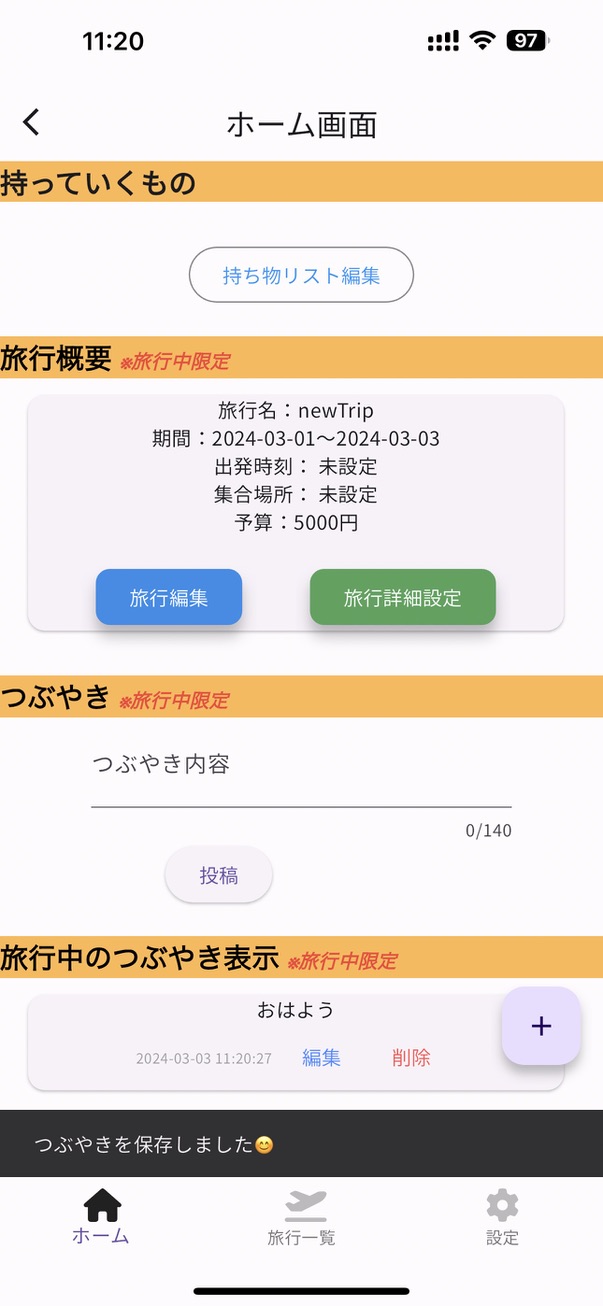 11:20
97
ホーム画面
持っていくもの
持ち物リスト編集
旅行概要 ※旅行中限定
旅行名：newTrip
期間：2024-03-01〜2024-03-03
出発時刻： 未設定
集合場所： 未設定
予算：5000円
旅行編集 旅行詳細設定
つぶやき ※旅行中限定
つぶやき内容
0/140
投稿
旅行中のつぶやき表示 ※旅行中限定
おはよう
2024-03-03 11:20:27 編集 削除
+
つぶやきを保存しました😊
ホーム 旅行一覧 設定